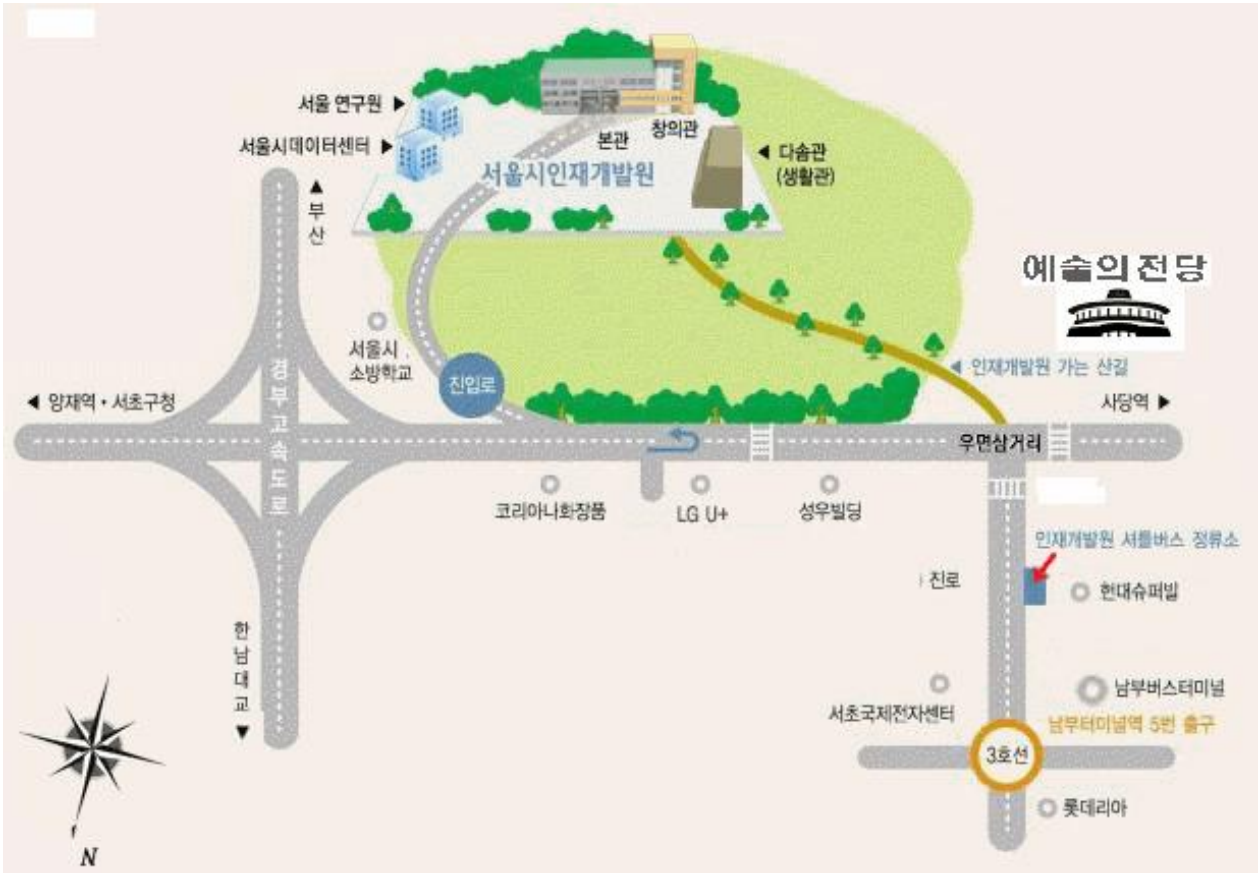 서울 연구원 ▶
서울시데이터센터 ▶
본관
창의관
◀ 다솜관
(생활관)
서울시인재개발원
▲
부
산
예술의전당
서울시
소방학교
진입로
◀ 인재개발원 가는 산길
◀ 양재역 · 서초구청
경
부
고
속
도
로
사당역 ▶
우면삼거리
코리아나화장품
LG U+
성우빌딩
인재개발원 셔틀버스 정류소
진로
현대슈퍼빌
한
남
대
교
▼
서초국제전자센터
남부버스터미널
남부터미널역 5번 출구
3호선
롯데리아
N